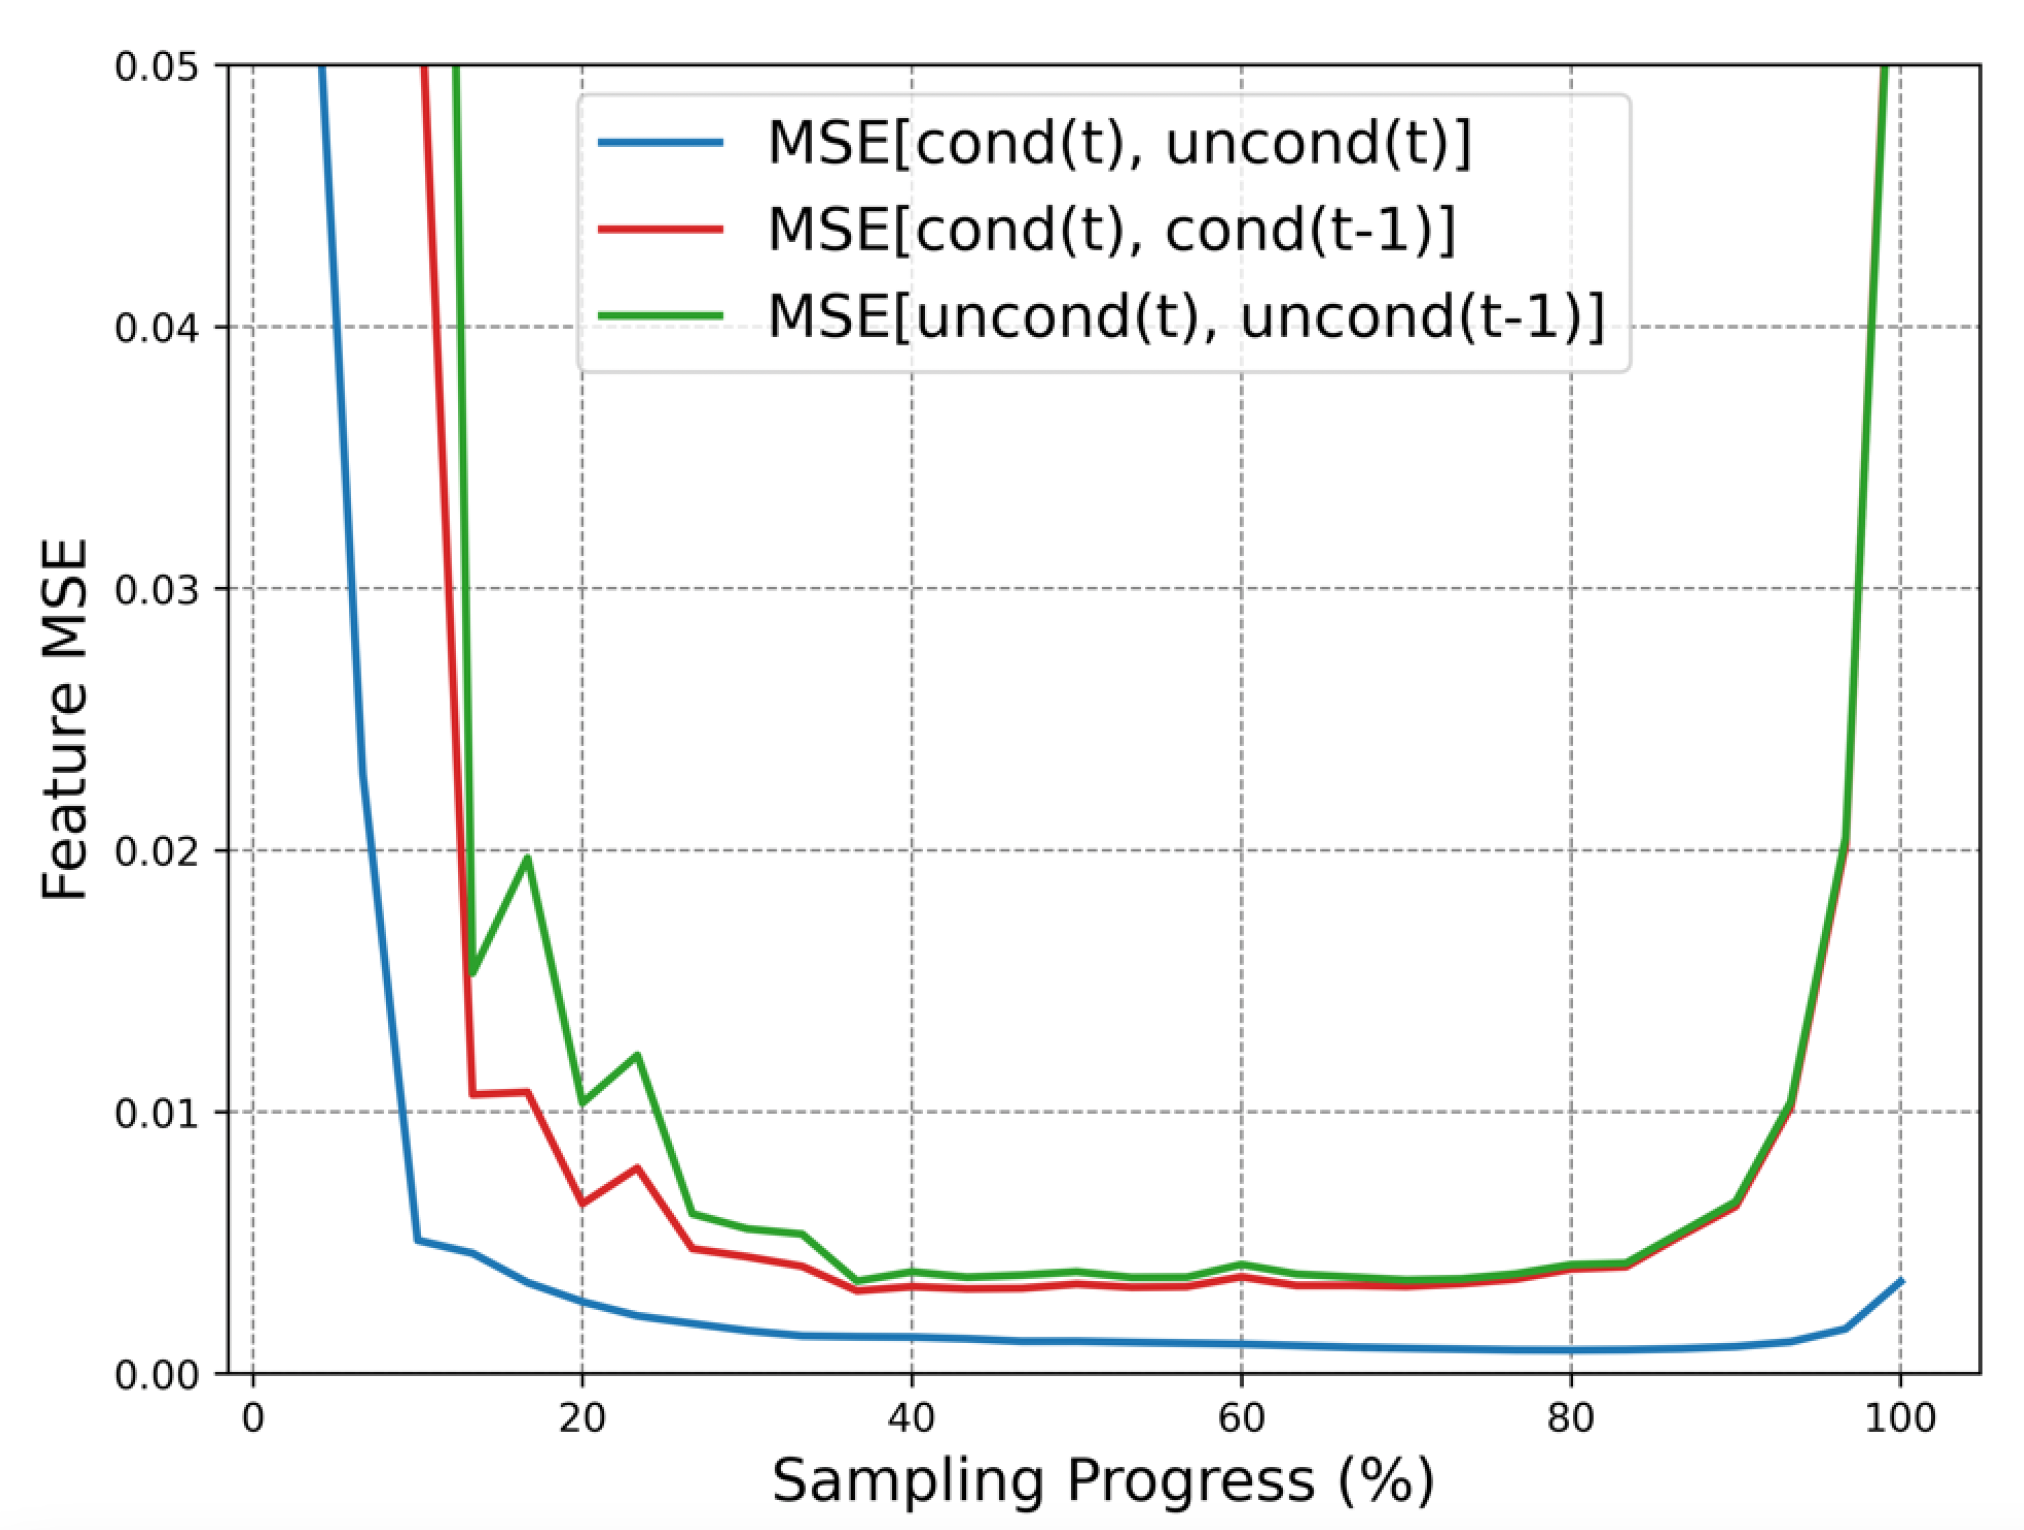 0.05
0.04
0.03
0.02
0.01
0.00
Feature MSE
MSE[cond(t), uncond(t)]
MSE[cond(t), cond(t-1)]
MSE[uncond(t), uncond(t-1)]
0 20 40 60 80 100
Sampling Progress (%)